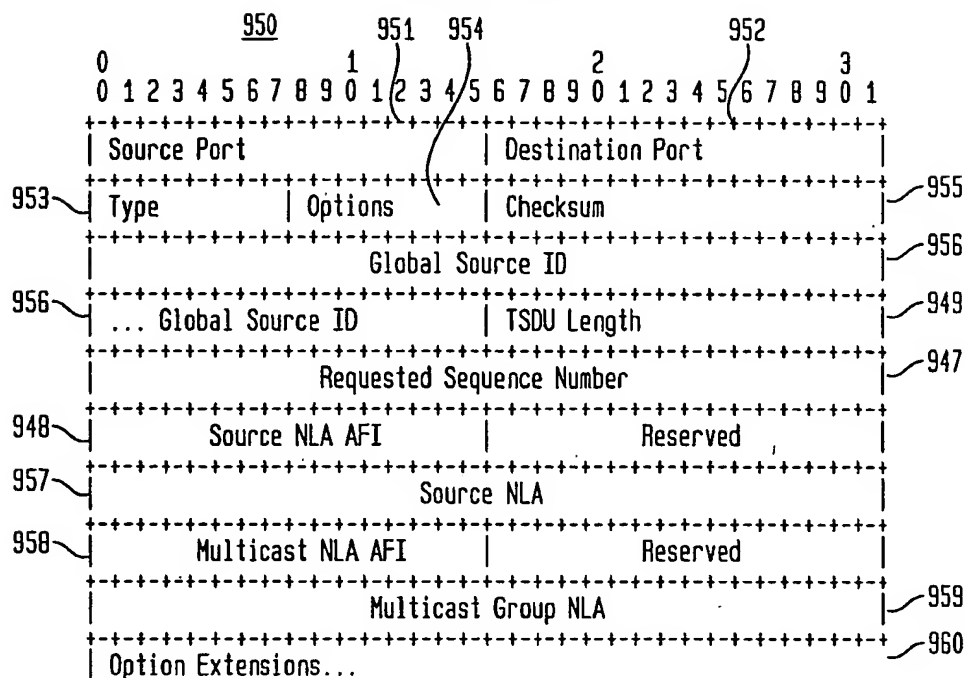 950 951 954 952
0 1 2 3
0 1 2 3 4 5 6 7 8 9 0 1 2 3 4 5 6 7 8 9 0 1 2 3 4 5 6 7 8 9 0 1
+-+-+-+-+-+-+-+-+-+-+-+-+-+-+-+-+-+-+-+-+-+-+-+-+-+-+-+-+-+-+-+-+
| Source Port | Destination Port |
+-+-+-+-+-+-+-+-+-+-+-+-+-+-+-+-+-+-+-+-+-+-+-+-+-+-+-+-+-+-+-+-+
953 | Type | Options | Checksum | 955
+-+-+-+-+-+-+-+-+-+-+-+-+-+-+-+-+-+-+-+-+-+-+-+-+-+-+-+-+-+-+-+-+
| Global Source ID | 956
+-+-+-+-+-+-+-+-+-+-+-+-+-+-+-+-+-+-+-+-+-+-+-+-+-+-+-+-+-+-+-+-+
956 | ... Global Source ID | TSDU Length | 949
+-+-+-+-+-+-+-+-+-+-+-+-+-+-+-+-+-+-+-+-+-+-+-+-+-+-+-+-+-+-+-+-+
| Requested Sequence Number | 947
+-+-+-+-+-+-+-+-+-+-+-+-+-+-+-+-+-+-+-+-+-+-+-+-+-+-+-+-+-+-+-+-+
948 | Source NLA AFI | Reserved |
+-+-+-+-+-+-+-+-+-+-+-+-+-+-+-+-+-+-+-+-+-+-+-+-+-+-+-+-+-+-+-+-+
957 | Source NLA |
+-+-+-+-+-+-+-+-+-+-+-+-+-+-+-+-+-+-+-+-+-+-+-+-+-+-+-+-+-+-+-+-+
958 | Multicast NLA AFI | Reserved |
+-+-+-+-+-+-+-+-+-+-+-+-+-+-+-+-+-+-+-+-+-+-+-+-+-+-+-+-+-+-+-+-+
| Multicast Group NLA | 959
+-+-+-+-+-+-+-+-+-+-+-+-+-+-+-+-+-+-+-+-+-+-+-+-+-+-+-+-+-+-+-+-+
| Option Extensions... 960